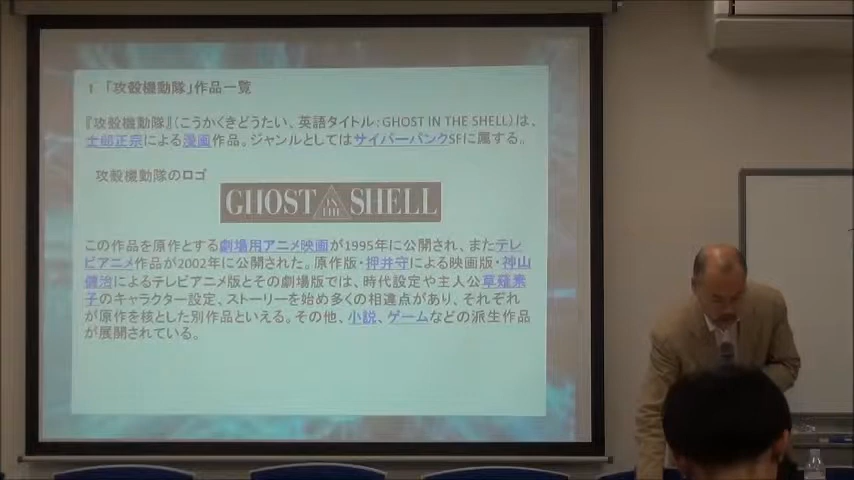 1 「攻殻機動隊」作品一覧
『攻殻機動隊』（こうかくきどうたい、英語タイトル：GHOST IN THE SHELL）は、
士郎正宗による漫画作品。ジャンルとしてはサイバーパンクSFに属する。
攻殻機動隊のロゴ
GHOST IN THE SHELL
この作品を原作とする劇場用アニメ映画が1995年に公開され、またテレ
ビアニメ作品が2002年に公開された。原作版・押井守による映画版・神山
健治によるテレビアニメ版とその劇場版では、時代設定や主人公草薙素
子のキャラクター設定、ストーリーを始め多くの相違点があり、それぞれ
が原作を核とした別作品といえる。その他、小説、ゲームなどの派生作品
が展開されている。